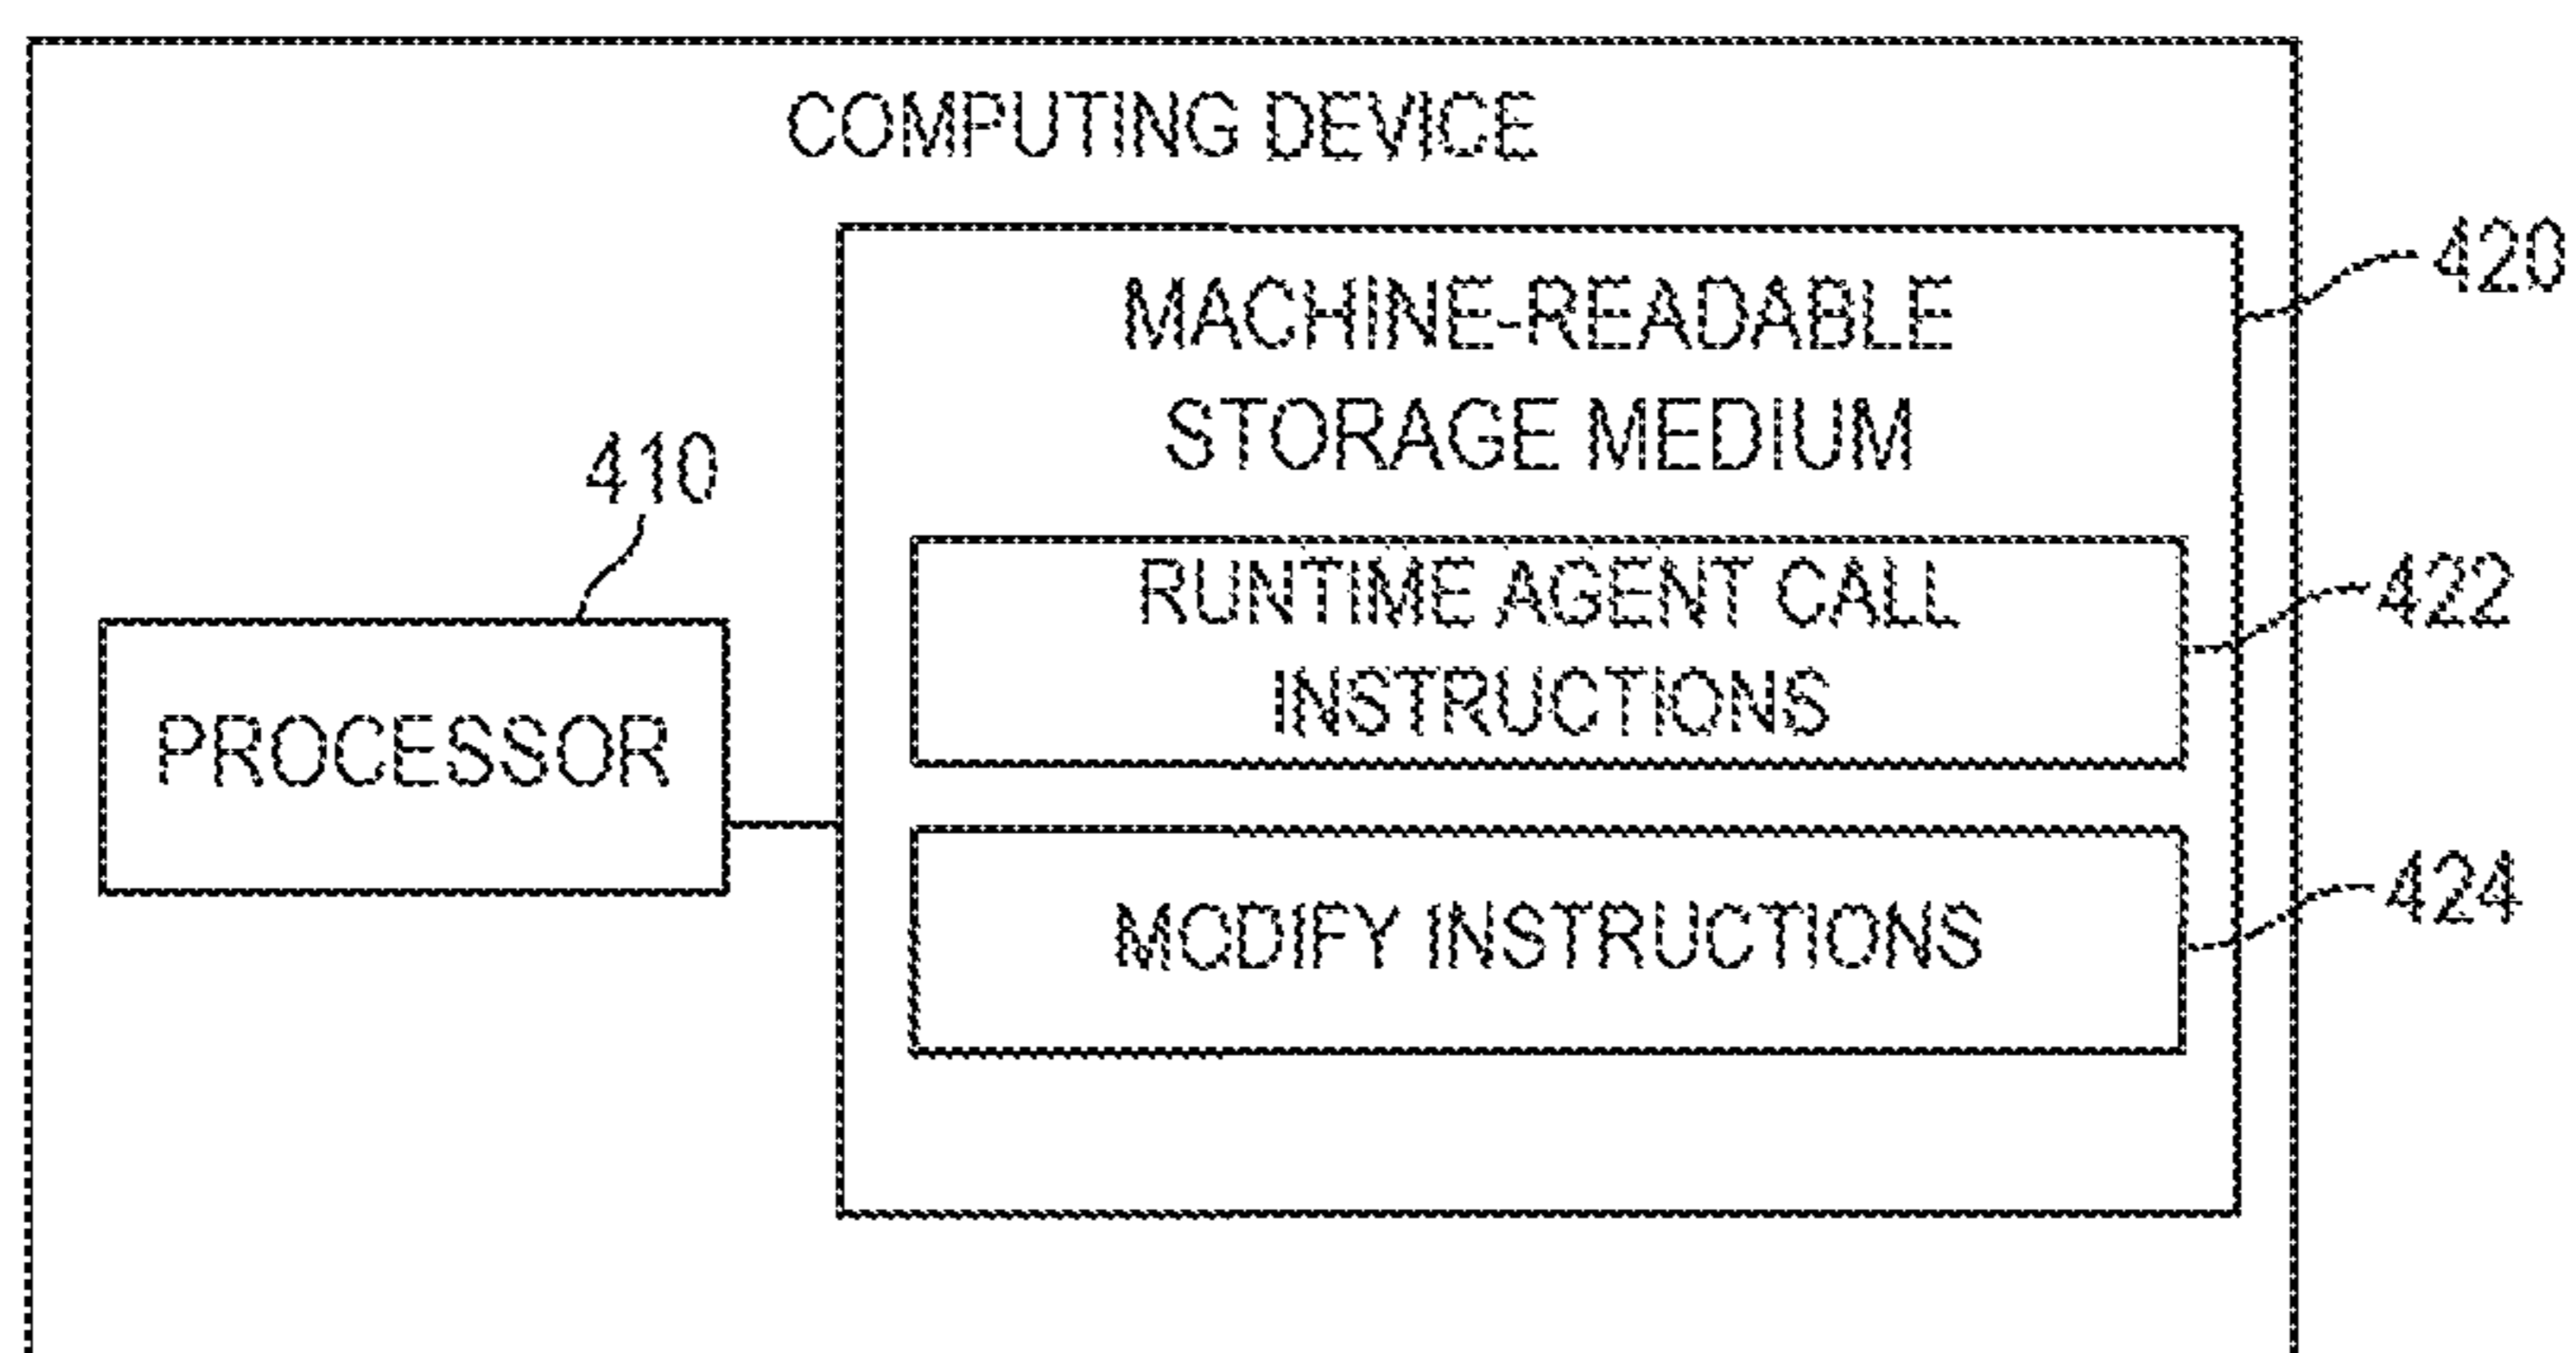 COMPUTING DEVICE
420
MACHINE-READABLE
STORAGE MEDIUM
410
RUNTIME AGENT CALL
INSTRUCTIONS
422
PROCESSOR
MODIFY INSTRUCTIONS
424